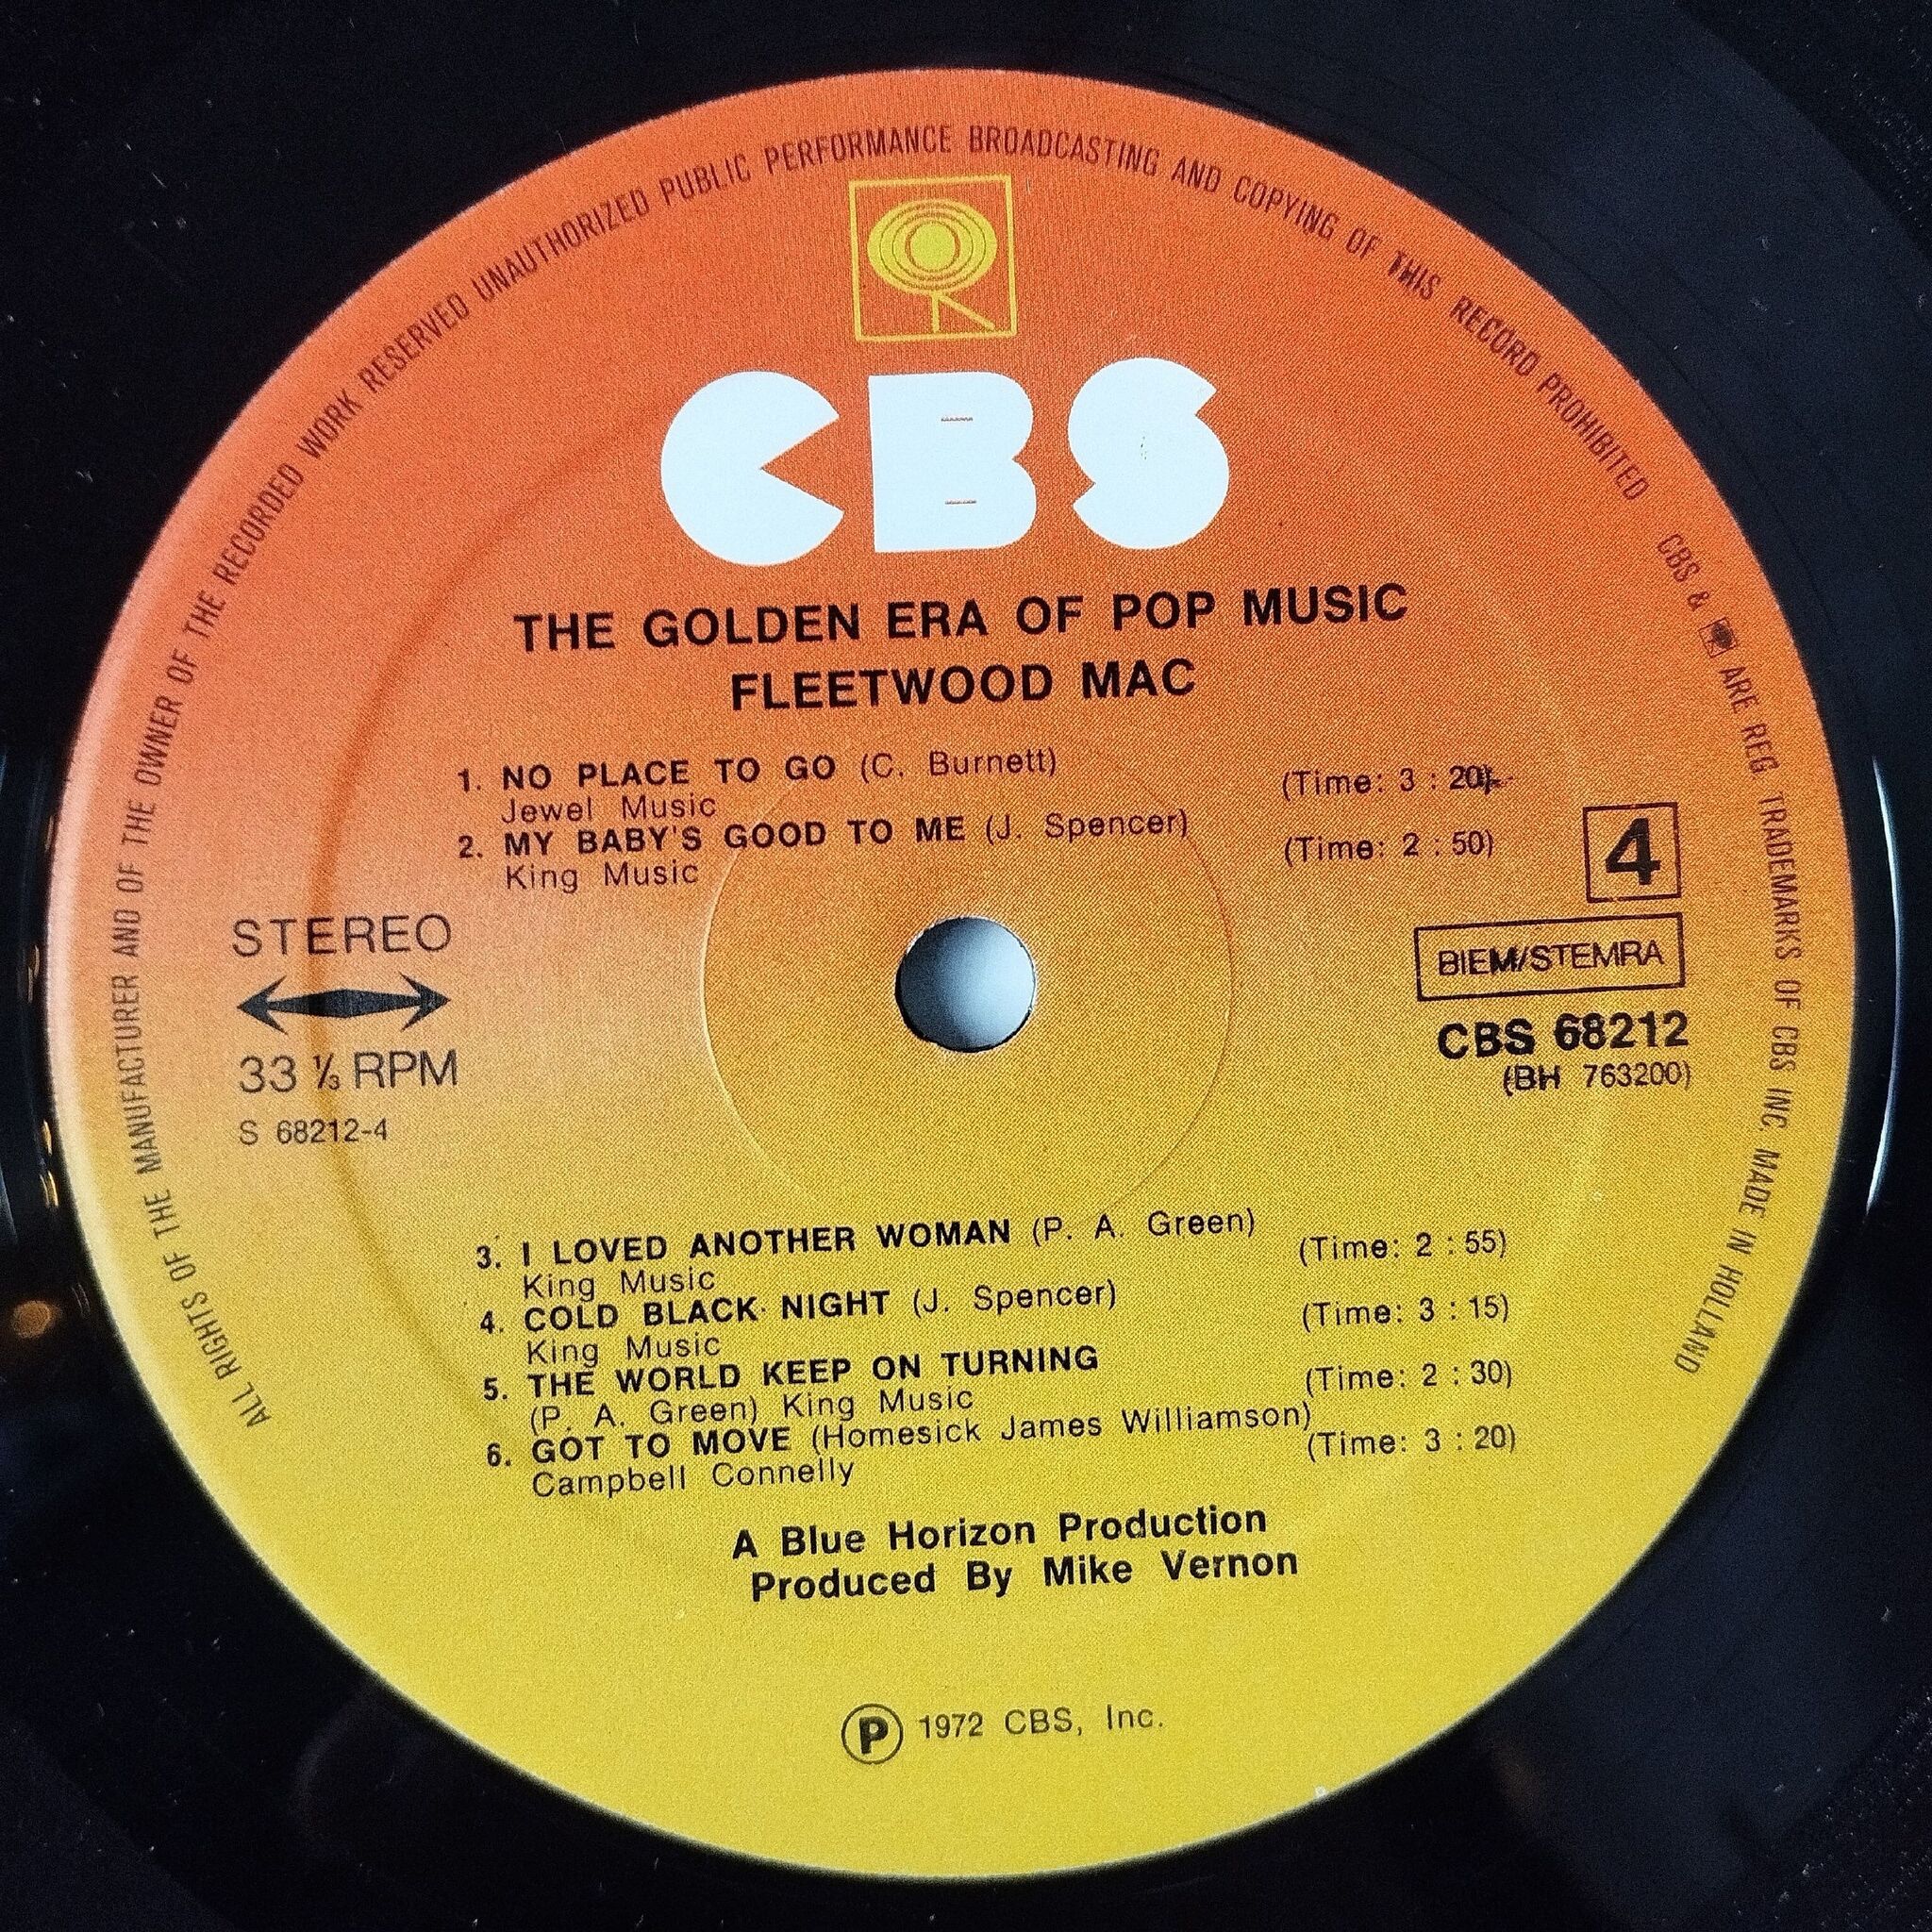 ALL RIGHTS OF THE MANUFACTURER AND OF THE OWNER OF THE RECORDED WORK RESERVED UNAUTHORIZED PUBLIC PERFORMANCE BROADCASTING AND COPYING OF THIS RECORD PROHIBITED CBS & ARE REG TRADEMARKS OF CBS INC. MADE IN HOLLAND
CBS
THE GOLDEN ERA OF POP MUSIC
FLEETWOOD MAC
1. NO PLACE TO GO (C. Burnett) (Time: 3 : 20)
Jewel Music
2. MY BABY'S GOOD TO ME (J. Spencer) (Time: 2 : 50)
King Music
4
STEREO
BIEM/STEMRA
33 ⅓ RPM
CBS 68212
(BH 763200)
S 68212-4
3. I LOVED ANOTHER WOMAN (P. A. Green) (Time: 2 : 55)
King Music
4. COLD BLACK NIGHT (J. Spencer) (Time: 3 : 15)
King Music
5. THE WORLD KEEP ON TURNING (Time: 2 : 30)
(P. A. Green) King Music
6. GOT TO MOVE (Homesick James Williamson) (Time: 3 : 20)
Campbell Connelly
A Blue Horizon Production
Produced By Mike Vernon
Ⓟ 1972 CBS, Inc.